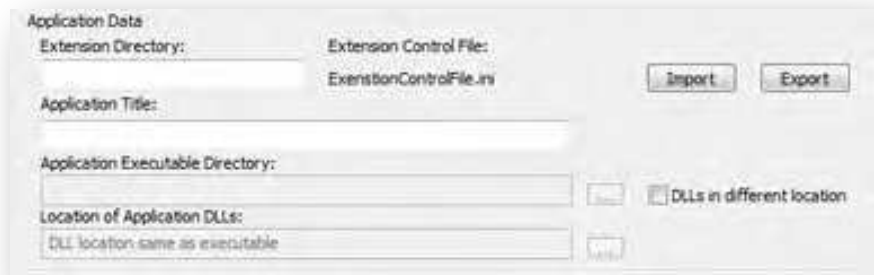 Application Data
Extension Directory:
Extension Control File:
ExenstionControlFile.ini
Import
Export
Application Title:
Application Executable Directory:
...
DLLs in different location
Location of Application DLLs:
DLL location same as executable
...